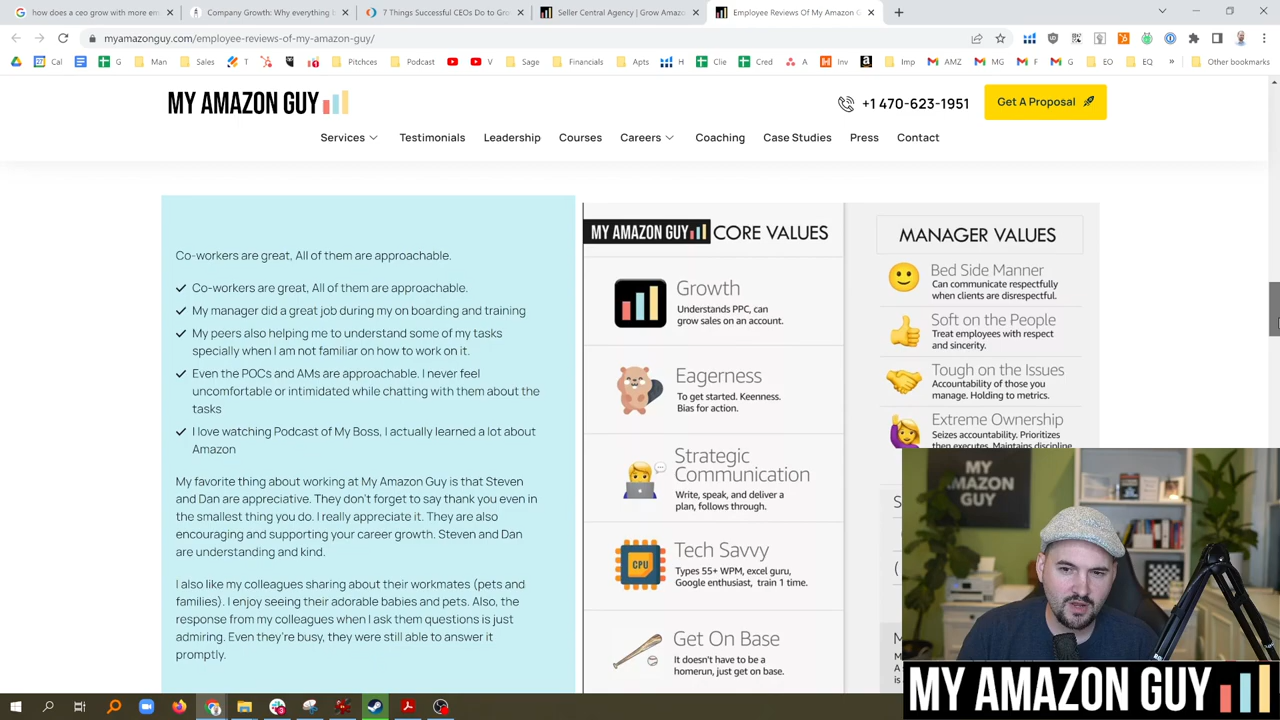 how does a ceo grow with more em
Company Growth: Why everything b
7 Things Successful CEOs Do to Gro
Seller Central Agency | Grow Amazo
Employee Reviews Of My Amazon G
myamazonguy.com/employee-reviews-of-my-amazon-guy/
Cal
G
Man
Sales
T
Pitchces
Podcast
V
Sage
Financials
Apts
H
Clie
Cred
A
Inv
Imp
AMZ
MG
F
G
EO
EQ
Other bookmarks
MY AMAZON GUY
+1 470-623-1951
Get A Proposal
Services
Testimonials
Leadership
Courses
Careers
Coaching
Case Studies
Press
Contact
Co-workers are great, All of them are approachable.
Co-workers are great, All of them are approachable.
My manager did a great job during my on boarding and training
My peers also helping me to understand some of my tasks
specially when I am not familiar on how to work on it.
Even the POCs and AMs are approachable. I never feel
uncomfortable or intimidated while chatting with them about the
tasks
I love watching Podcast of My Boss, I actually learned a lot about
Amazon
My favorite thing about working at My Amazon Guy is that Steven
and Dan are appreciative. They don't forget to say thank you even in
the smallest thing you do. I really appreciate it. They are also
encouraging and supporting your career growth. Steven and Dan
are understanding and kind.
I also like my colleagues sharing about their workmates (pets and
families). I enjoy seeing their adorable babies and pets. Also, the
response from my colleagues when I ask them questions is just
admiring. Even they're busy, they were still able to answer it
promptly.
MY AMAZON GUY CORE VALUES
Growth
Understands PPC, can
grow sales on an account.
Eagerness
To get started. Keenness.
Bias for action.
Strategic
Communication
Write, speak, and deliver a
plan, follows through.
CPU
Tech Savvy
Types 55+ WPM, excel guru,
Google enthusiast, train 1 time.
Get On Base
It doesn't have to be a
homerun, just get on base.
MANAGER VALUES
Bed Side Manner
Can communicate respectfully
when clients are disrespectful.
Soft on the People
Treat employees with respect
and sincerity.
Tough on the Issues
Accountability of those you
manage. Holding to metrics.
Extreme Ownership
Seizes accountability. Prioritizes
then executes. Maintains discipline
MY
AMAZON
GUY
MY AMAZON GUY